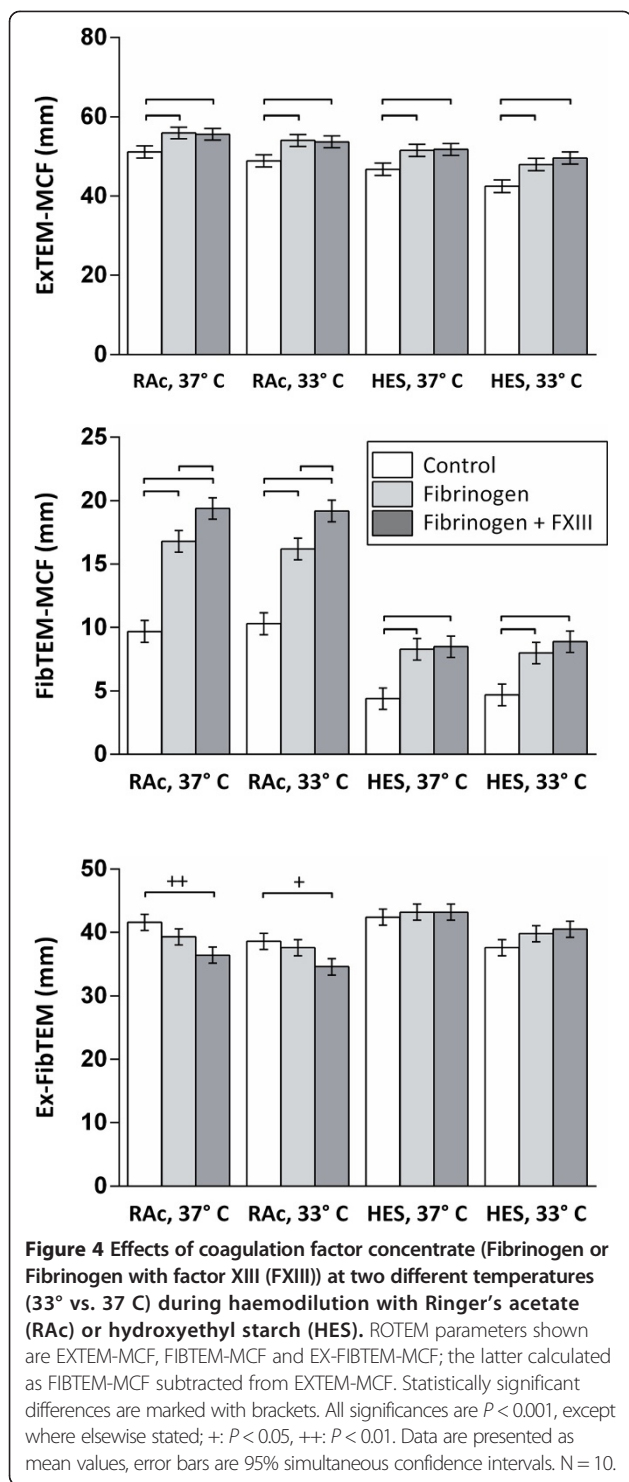 80
60
40
20
0
ExTEM-MCF (mm)
RAc, 37° C
RAc, 33° C
HES, 37° C
HES, 33° C
25
20
15
10
5
0
FibTEM-MCF (mm)
Control
Fibrinogen
Fibrinogen + FXIII
RAc, 37° C
RAc, 33° C
HES, 37° C
HES, 33° C
50
40
30
20
10
0
Ex-FibTEM (mm)
++
+
RAc, 37° C
RAc, 33° C
HES, 37° C
HES, 33° C
Figure 4 Effects of coagulation factor concentrate (Fibrinogen or
Fibrinogen with factor XIII (FXIII)) at two different temperatures
(33° vs. 37 C) during haemodilution with Ringer's acetate
(RAc) or hydroxyethyl starch (HES). ROTEM parameters shown
are EXTEM-MCF, FIBTEM-MCF and EX-FIBTEM-MCF; the latter calculated
as FIBTEM-MCF subtracted from EXTEM-MCF. Statistically significant
differences are marked with brackets. All significances are P < 0.001, except
where elsewise stated; +: P < 0.05, ++: P < 0.01. Data are presented as
mean values, error bars are 95% simultaneous confidence intervals. N = 10.